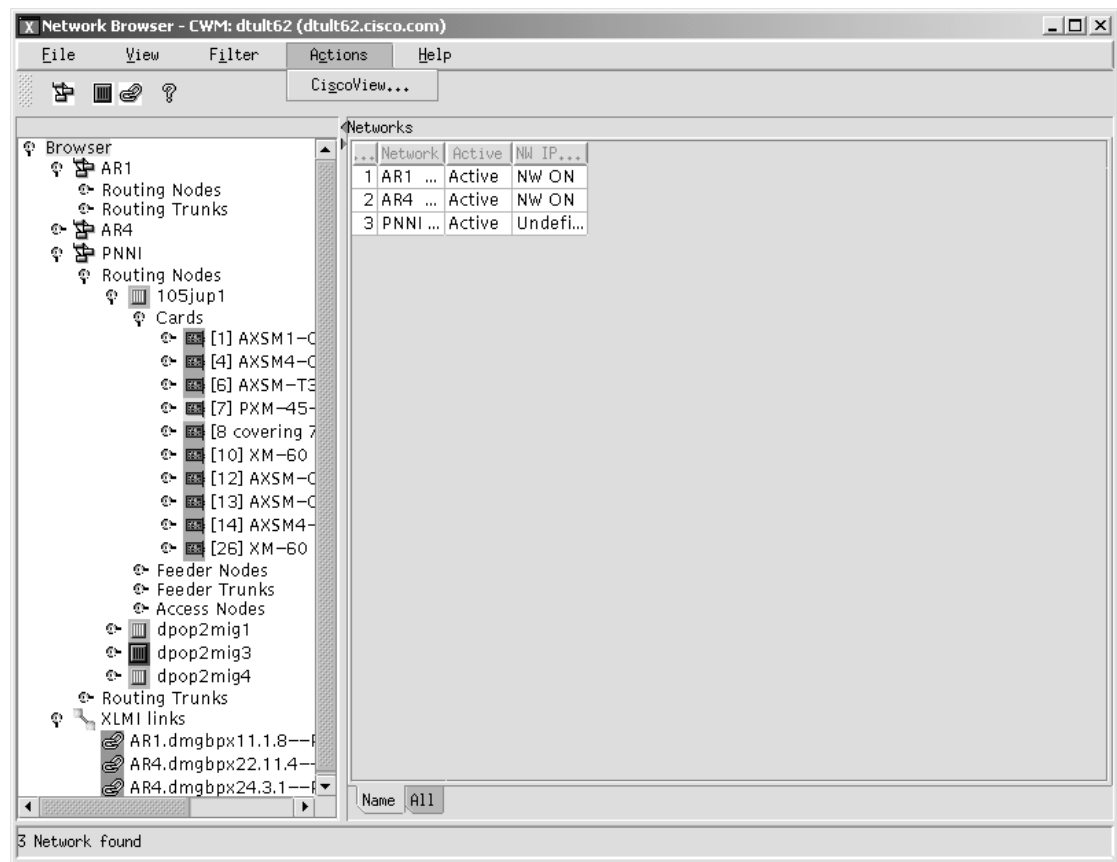 Network Browser - CWM: dtult62 (dtult62.cisco.com)
File View Filter Actions Help
CiscoView...
Networks
Browser
AR1
Routing Nodes
Routing Trunks
AR4
PNNI
Routing Nodes
105jup1
Cards
[1] AXSM1-
[4] AXSM4-
[6] AXSM-T3
[7] PXM-45-
[8 covering 7
[10] XM-60
[12] AXSM-
[13] AXSM-
[14] AXSM4-
[26] XM-60
Feeder Nodes
Feeder Trunks
Access Nodes
dpop2mig1
dpop2mig3
dpop2mig4
Routing Trunks
XLMI links
AR1.dmgbpx11.1.8--
AR4.dmgbpx22.11.4--
AR4.dmgbpx24.3.1--
... Network Active NW IP...
1 AR1 ... Active NW ON
2 AR4 ... Active NW ON
3 PNNI ... Active Undefi...
Name All
3 Network found